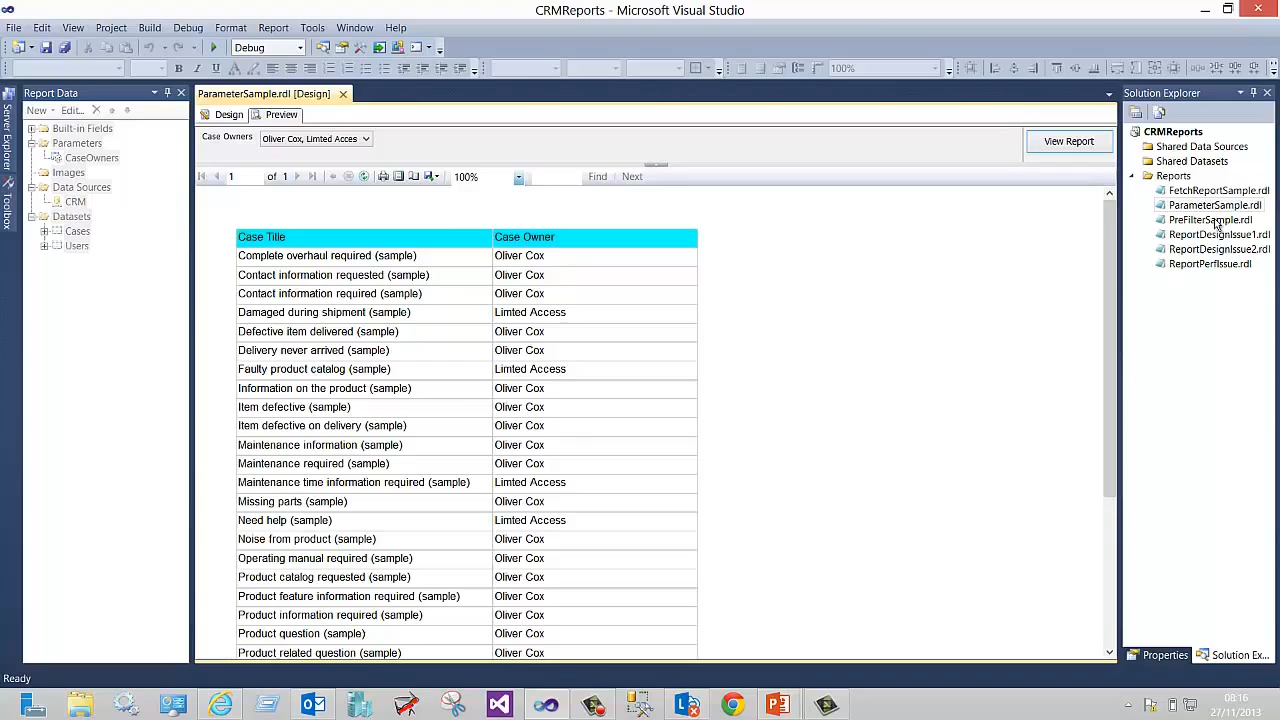 CRMReports - Microsoft Visual Studio
File Edit View Project Build Debug Format Report Tools Window Help
Debug
B I U 100%
Report Data
ParameterSample.rdl [Design]
Solution Explorer
New Edit...
Design Preview
Server Explorer
Toolbox
Built-in Fields
Parameters
CaseOwners
Images
Data Sources
CRM
Datasets
Cases
Users
Case Owners Oliver Cox, Limted Acces View Report
1 of 1 100% Find Next
Case Title Case Owner
Complete overhaul required (sample) Oliver Cox
Contact information requested (sample) Oliver Cox
Contact information required (sample) Oliver Cox
Damaged during shipment (sample) Limted Access
Defective item delivered (sample) Oliver Cox
Delivery never arrived (sample) Oliver Cox
Faulty product catalog (sample) Limted Access
Information on the product (sample) Oliver Cox
Item defective (sample) Oliver Cox
Item defective on delivery (sample) Oliver Cox
Maintenance information (sample) Oliver Cox
Maintenance required (sample) Oliver Cox
Maintenance time information required (sample) Limted Access
Missing parts (sample) Oliver Cox
Need help (sample) Limted Access
Noise from product (sample) Oliver Cox
Operating manual required (sample) Oliver Cox
Product catalog requested (sample) Oliver Cox
Product feature information required (sample) Oliver Cox
Product information required (sample) Oliver Cox
Product question (sample) Oliver Cox
Product related question (sample) Oliver Cox
CRMReports
Shared Data Sources
Shared Datasets
Reports
FetchReportSample.rdl
ParameterSample.rdl
PreFilterSample.rdl
ReportDesignIssue1.rdl
ReportDesignIssue2.rdl
ReportPerfIssue.rdl
Properties Solution Ex...
Ready
08:16
27/11/2013